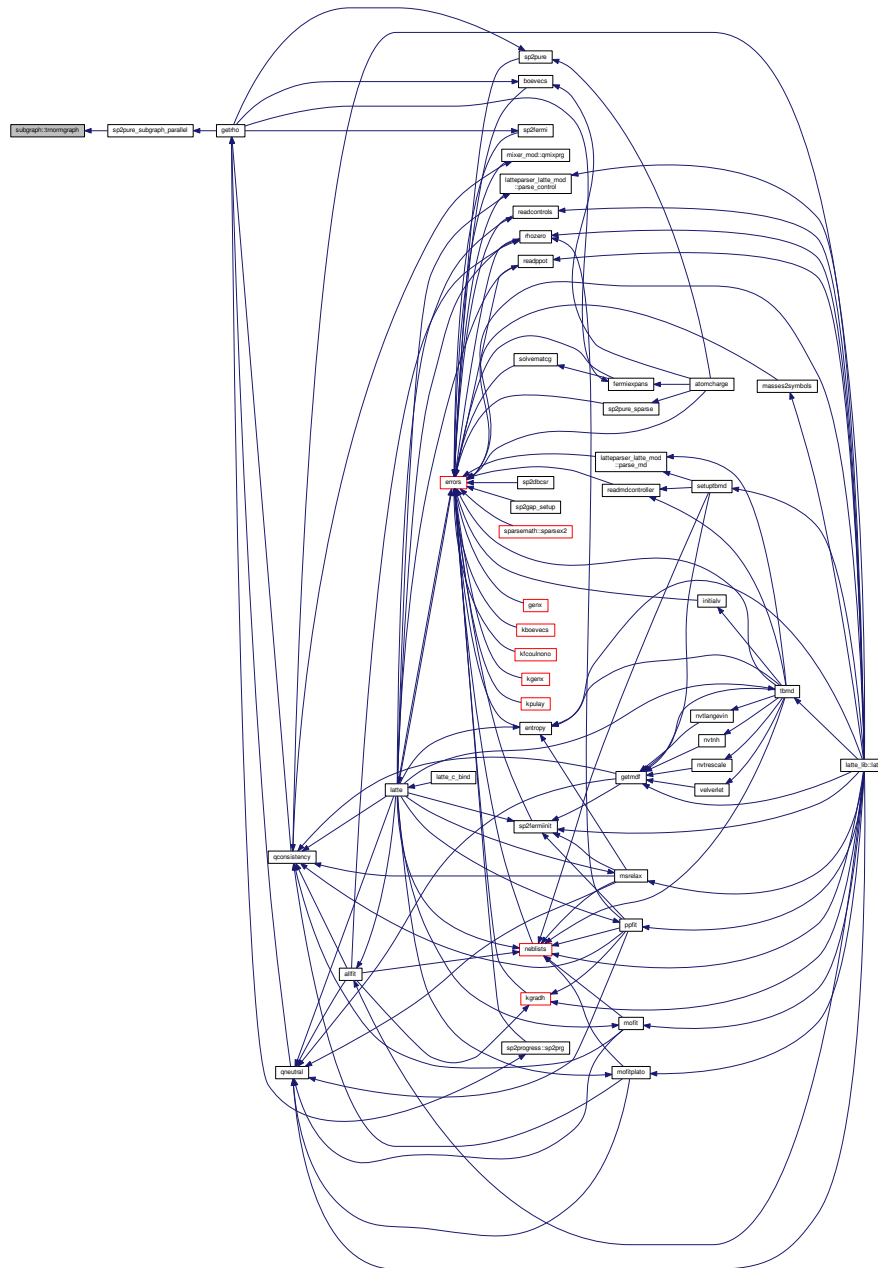 sp2pure
boevecs
subgraph::tmormgraph
sp2pure_subgraph_parallel
getrho
sp2fermi
mixer_mod::qmixprg
latteparser_latte_mod
::parse_control
readcontrols
rhozero
readppot
solvematcg
fermiexpans
atomcharge
masses2symbols
sp2pure_sparse
latteparser_latte_mod
::parse_md
errors
sp2dbcsr
readmdcontroller
setuptbmd
sp2gap_setup
sparsemath::sparsex2
genx
initialv
kboevecs
kfcoulnono
kgenx
tbmd
kpulay
nvtlangevin
entropy
nvtnh
nvtrescale
latte_lib::lat
latte_c_bind
getmdf
latte
velverlet
sp2fermiinit
qconsistency
msrelax
ppfit
neblists
allfit
kgradh
mofit
sp2progress::sp2prg
qneutral
mofitplato